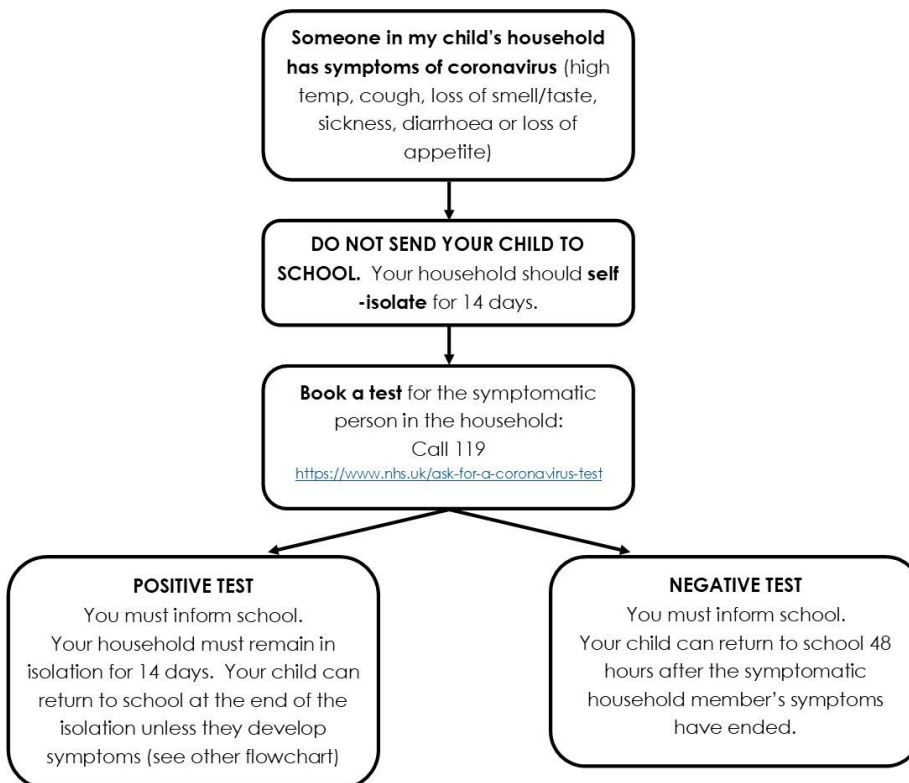 Someone in my child's household
has symptoms of coronavirus (high
temp, cough, loss of smell/taste,
sickness, diarrhoea or loss of
appetite)
DO NOT SEND YOUR CHILD TO
SCHOOL.  Your household should self
-isolate for 14 days.
Book a test for the symptomatic
person in the household:
Call 119
https://www.nhs.uk/ask-for-a-coronavirus-test
POSITIVE TEST
You must inform school.
Your household must remain in
isolation for 14 days.  Your child can
return to school at the end of the
isolation unless they develop
symptoms (see other flowchart)
NEGATIVE TEST
You must inform school.
Your child can return to school 48
hours after the symptomatic
household member's symptoms
have ended.